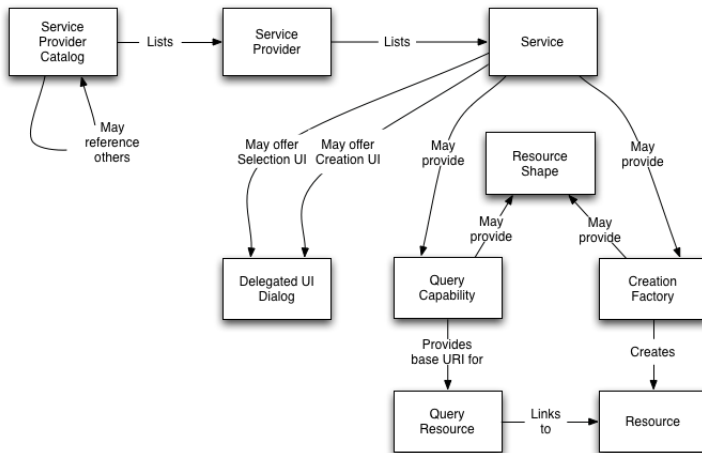 Service
Provider
Catalog
Lists
Service
Provider
Lists
Service
May
reference
others
May offer
Selection UI
May offer
Creation UI
May
provide
Resource
Shape
May
provide
May
provide
May
provide
Delegated UI
Dialog
Query
Capability
Creation
Factory
Provides
base URI for
Creates
Query
Resource
Links
to
Resource